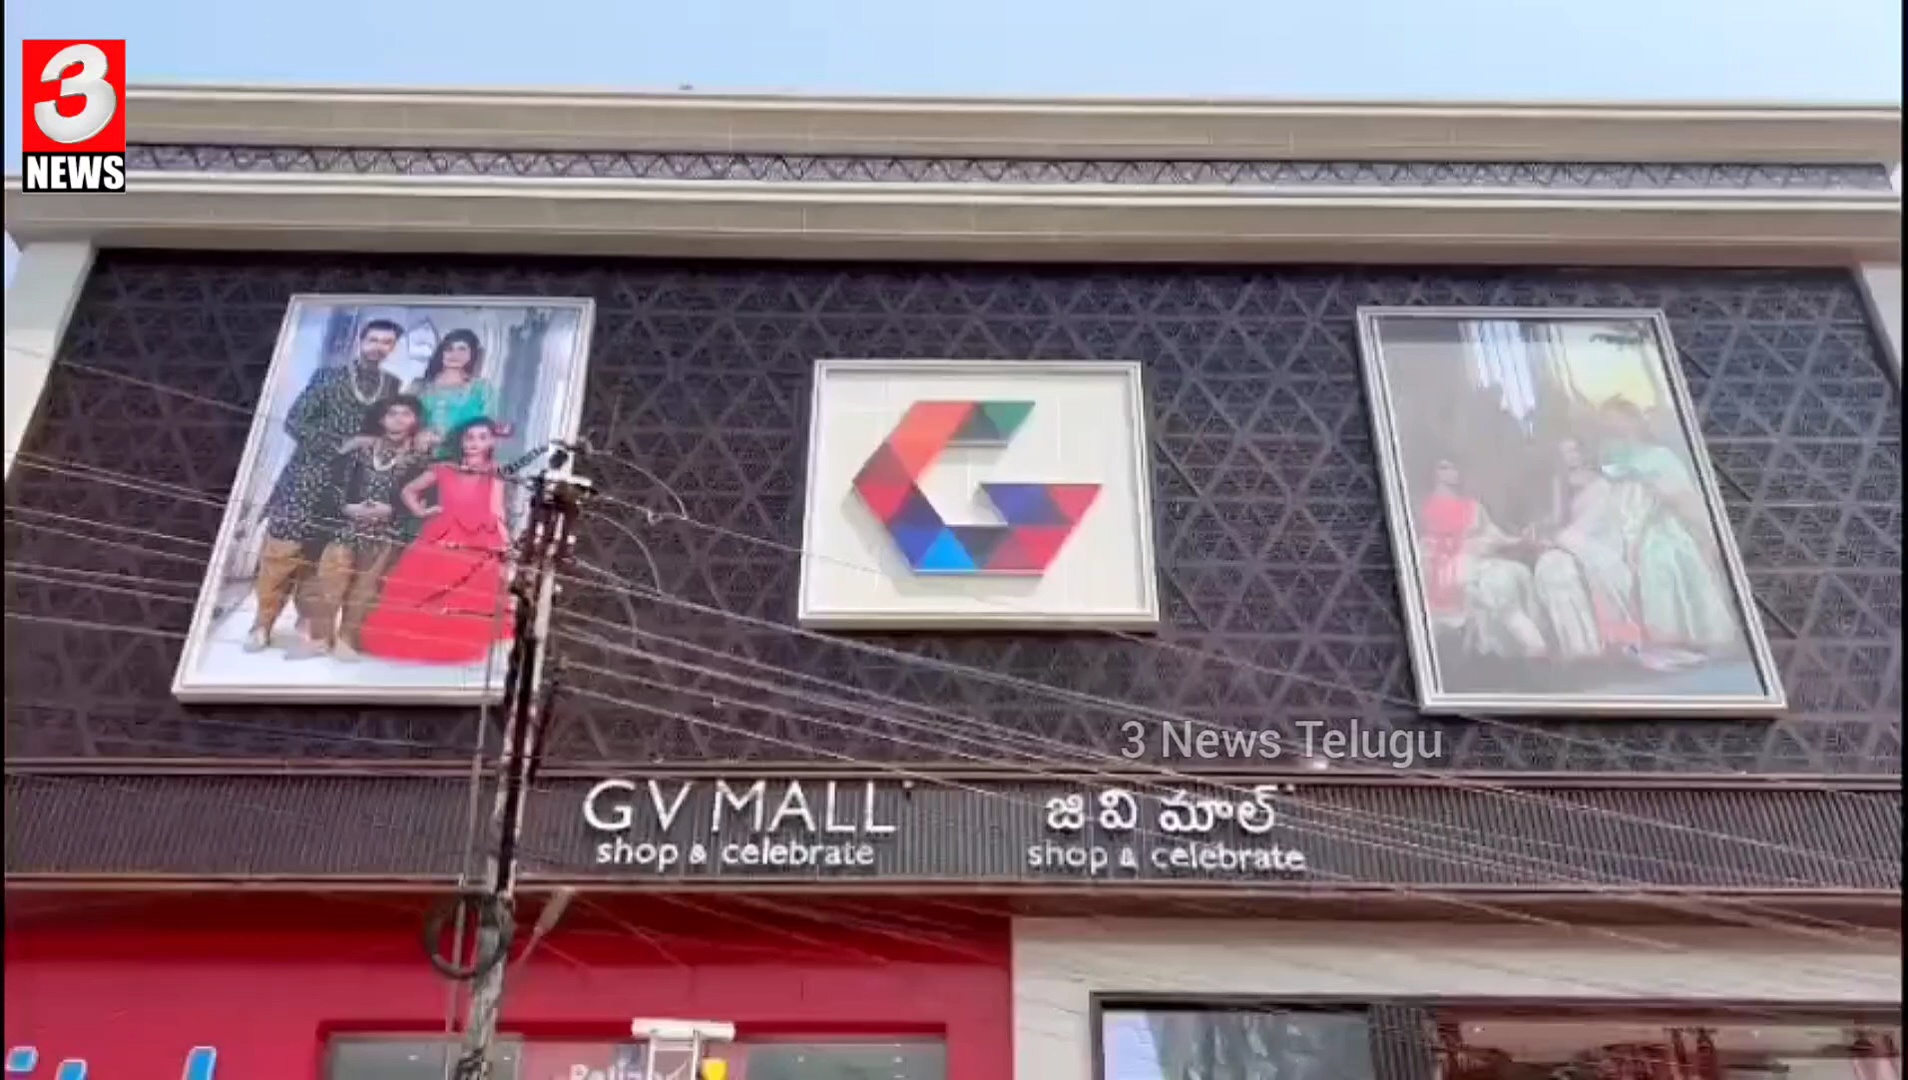 3
NEWS
3 News Telugu
GV MALL
shop & celebrate
జి వి మాల్
shop & celebrate